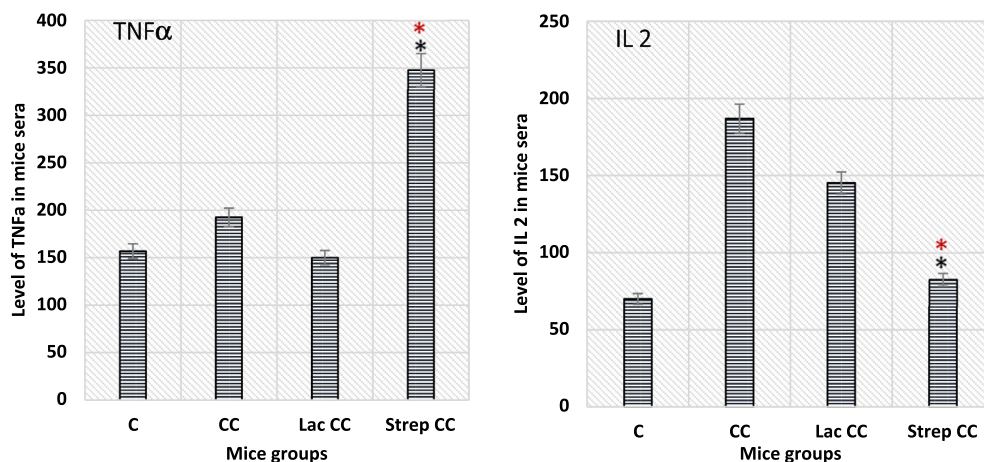 TNFα
Level of TNFa in mice sera
400
350
300
250
200
150
100
50
0
*
*
C CC Lac CC Strep CC
Mice groups
IL 2
Level of IL 2 in mice sera
250
200
150
100
50
0
*
*
C CC Lac CC Strep CC
Mice groups